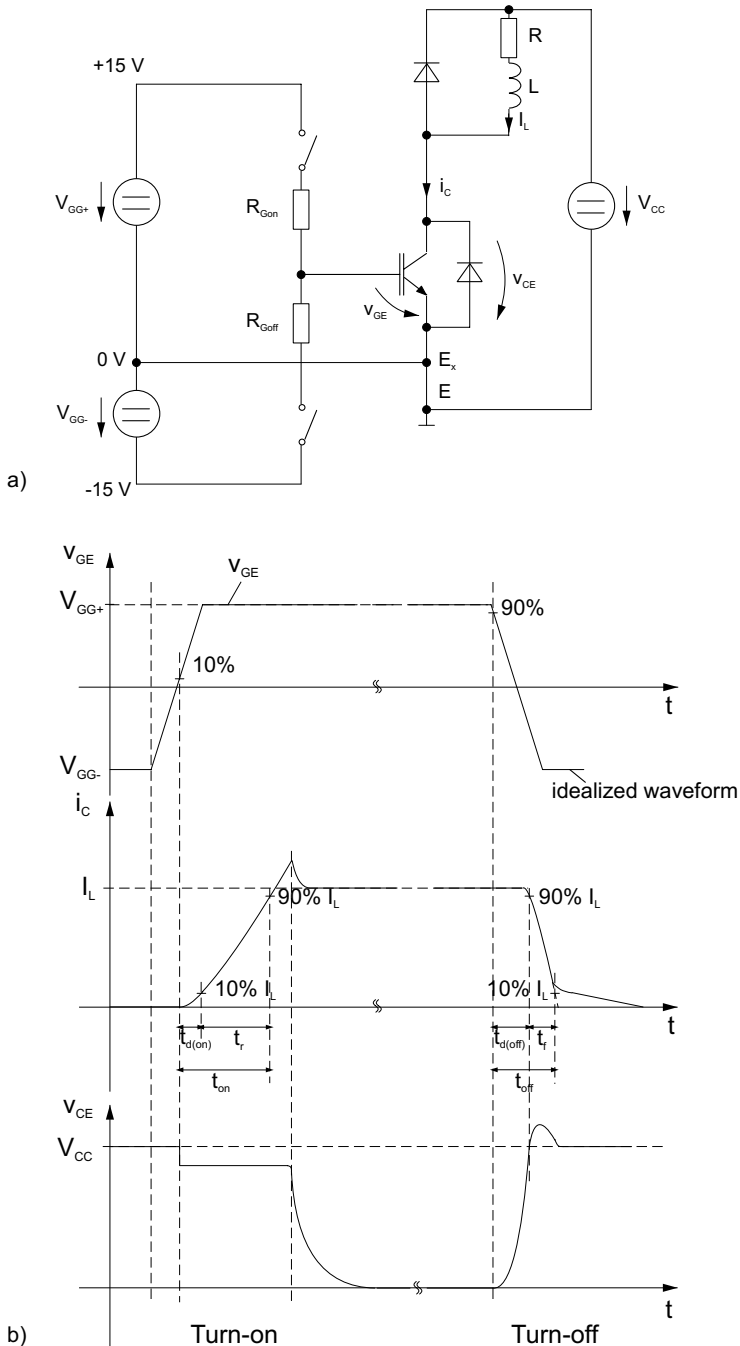 R
+15 V
L
I_L
V_GG+
R_Gon
i_C
V_CC
v_CE
v_GE
R_Goff
0 V
E_x
E
V_GG-
a)
-15 V
v_GE
v_GE
V_GG+
90%
10%
t
V_GG-
idealized waveform
i_C
I_L
90% I_L
90% I_L
10% I_L
10% I_L
t
t_d(on)
t_r
t_d(off)
t_f
t_on
t_off
v_CE
V_CC
t
b)
Turn-on
Turn-off